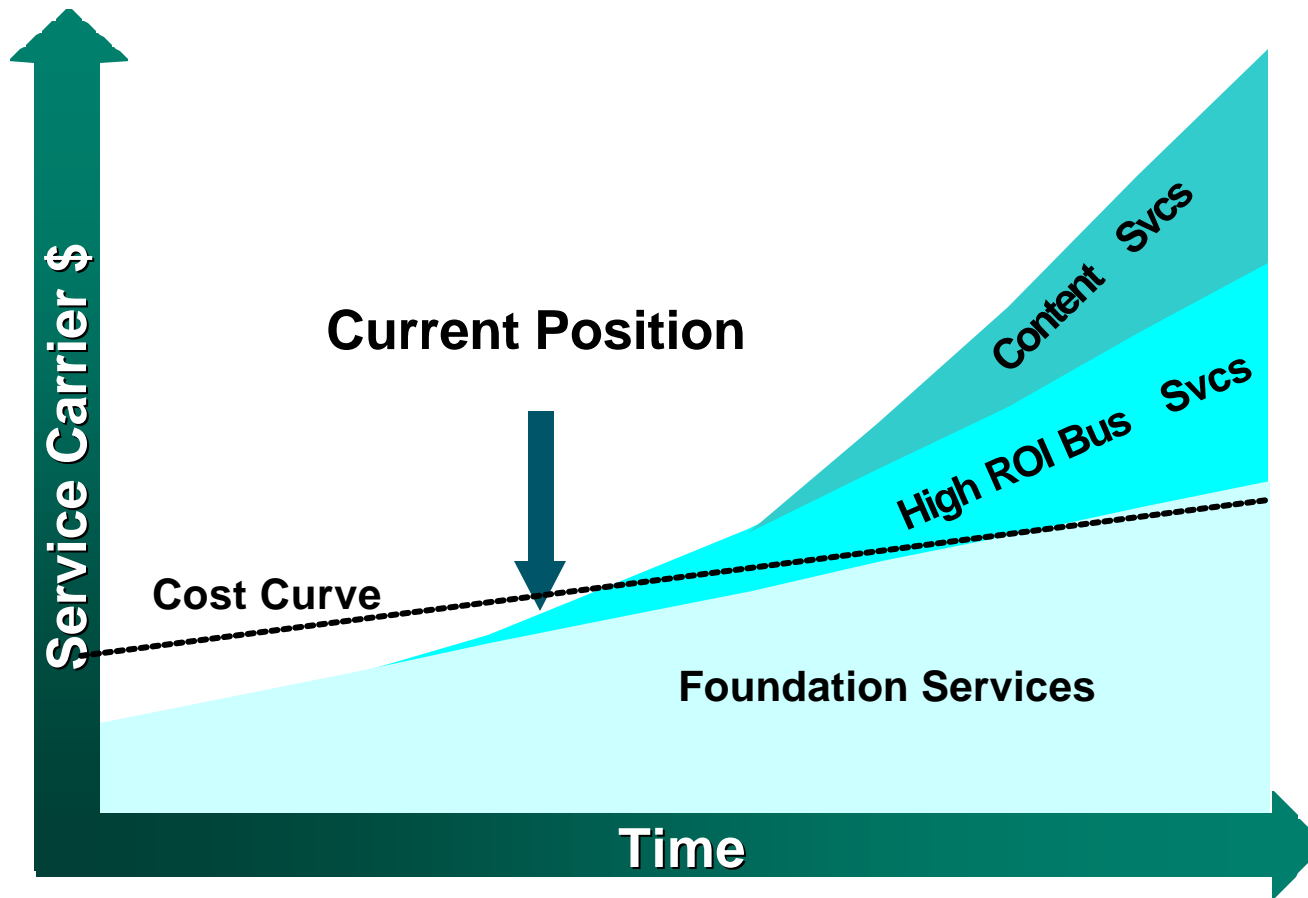 Service Carrier $
Current Position
Content Svcs
High ROI Bus Svcs
Cost Curve
Foundation Services
Time